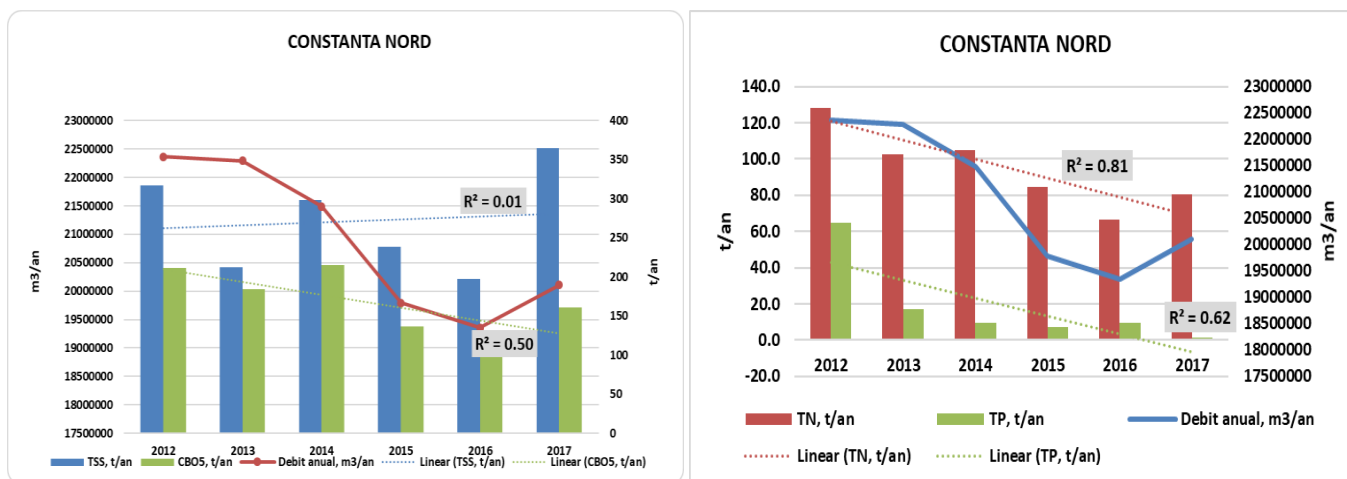 CONSTANTA NORD
23000000
22500000
22000000
21500000
21000000
20500000
20000000
19500000
19000000
18500000
18000000
17500000
m3/an
400
350
300
250
200
150
100
50
0
t/an
R² = 0.01
R² = 0.50
2012 2013 2014 2015 2016 2017
TSS, t/an CBO5, t/an Debit anual, m3/an Linear (TSS, t/an) Linear (CBO5, t/an)
CONSTANTA NORD
140.0
120.0
100.0
80.0
60.0
40.0
20.0
0.0
-20.0
t/an
23000000
22500000
22000000
21500000
21000000
20500000
20000000
19500000
19000000
18500000
18000000
17500000
m3/an
R² = 0.81
R² = 0.62
2012 2013 2014 2015 2016 2017
TN, t/an TP, t/an Debit anual, m3/an
Linear (TN, t/an) Linear (TP, t/an)